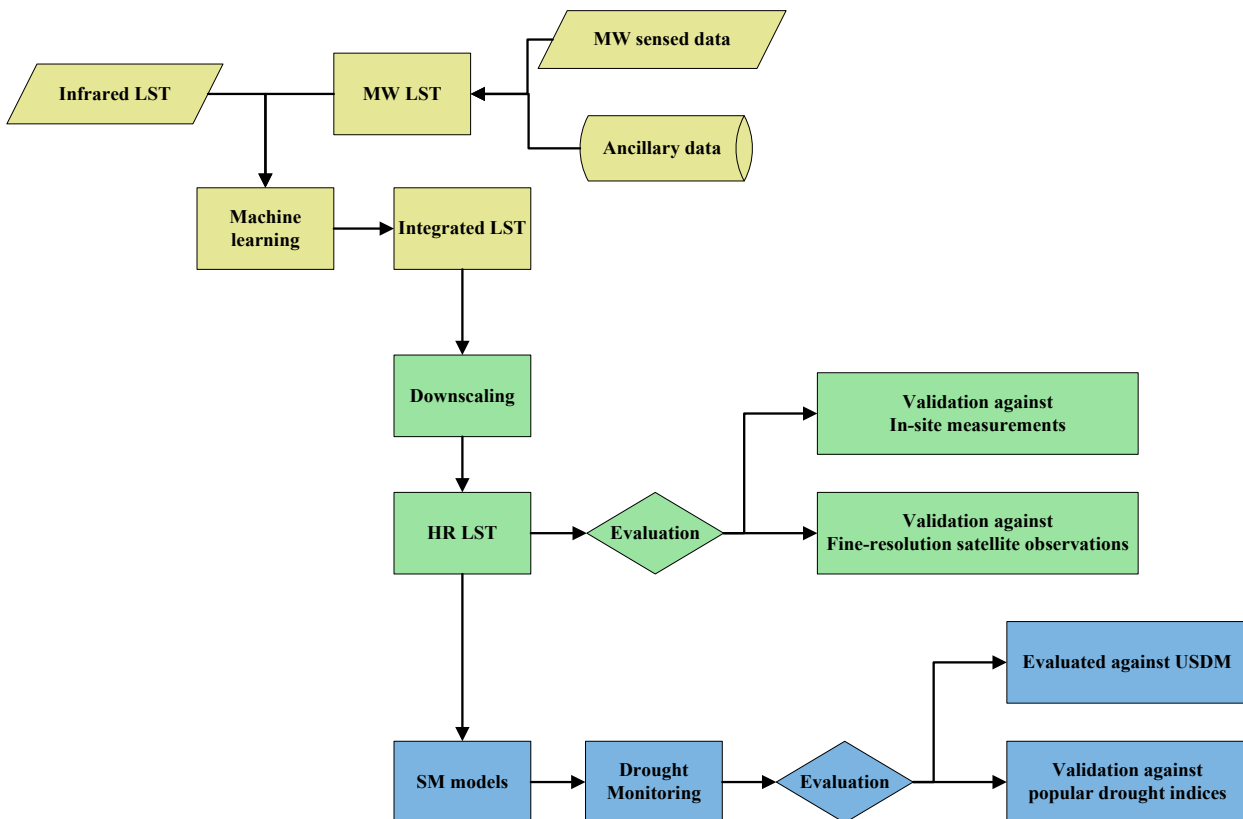 MW sensed data
Infrared LST
MW LST
Ancillary data
Machine
learning
Integrated LST
Downscaling
Validation against
In-site measurements
HR LST
Evaluation
Validation against
Fine-resolution satellite observations
Evaluated against USDM
SM models
Drought
Monitoring
Evaluation
Validation against
popular drought indices